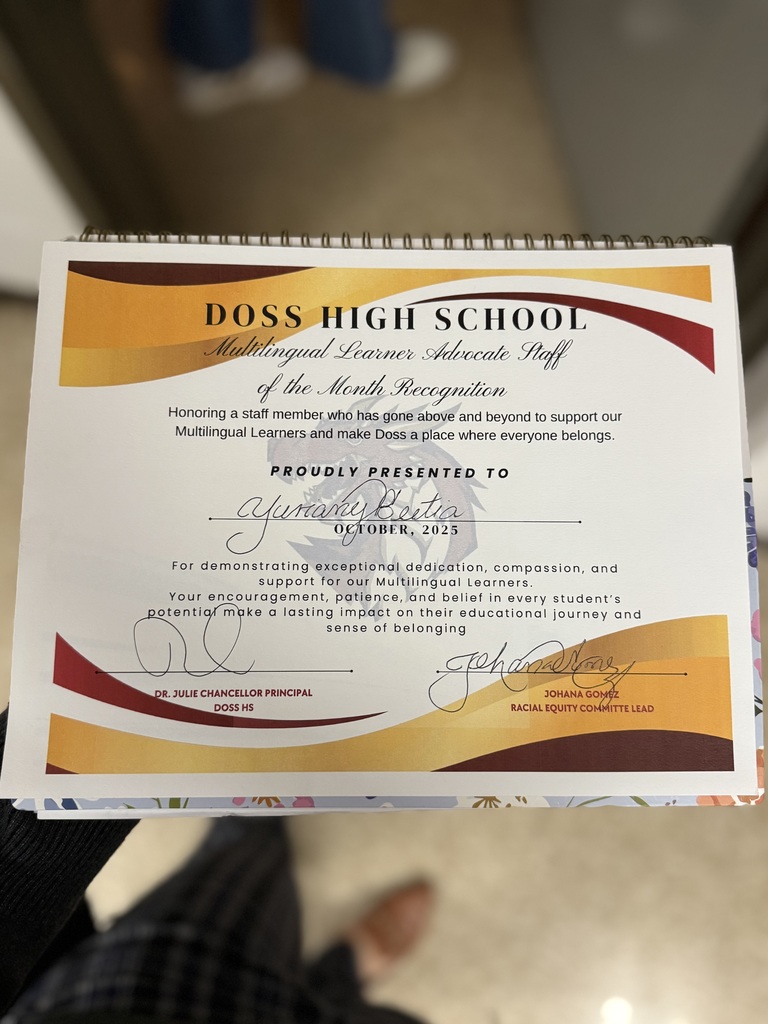 DOSS HIGH SCHOOL
Multilingual Learner Advocate Staff
of the Month Recognition
Honoring a staff member who has gone above and beyond to support our
Multilingual Learners and make Doss a place where everyone belongs.
PROUDLY PRESENTED TO
OCTOBER, 2025
For demonstrating exceptional dedication, compassion, and
support for our Multilingual Learners.
Your encouragement, patience, and belief in every student's
potential make a lasting impact on their educational journey and
sense of belonging
Johana Gomez
DR. JULIE CHANCELLOR PRINCIPAL
DOSS HS
JOHANA GOMEZ
RACIAL EQUITY COMMITTE LEAD